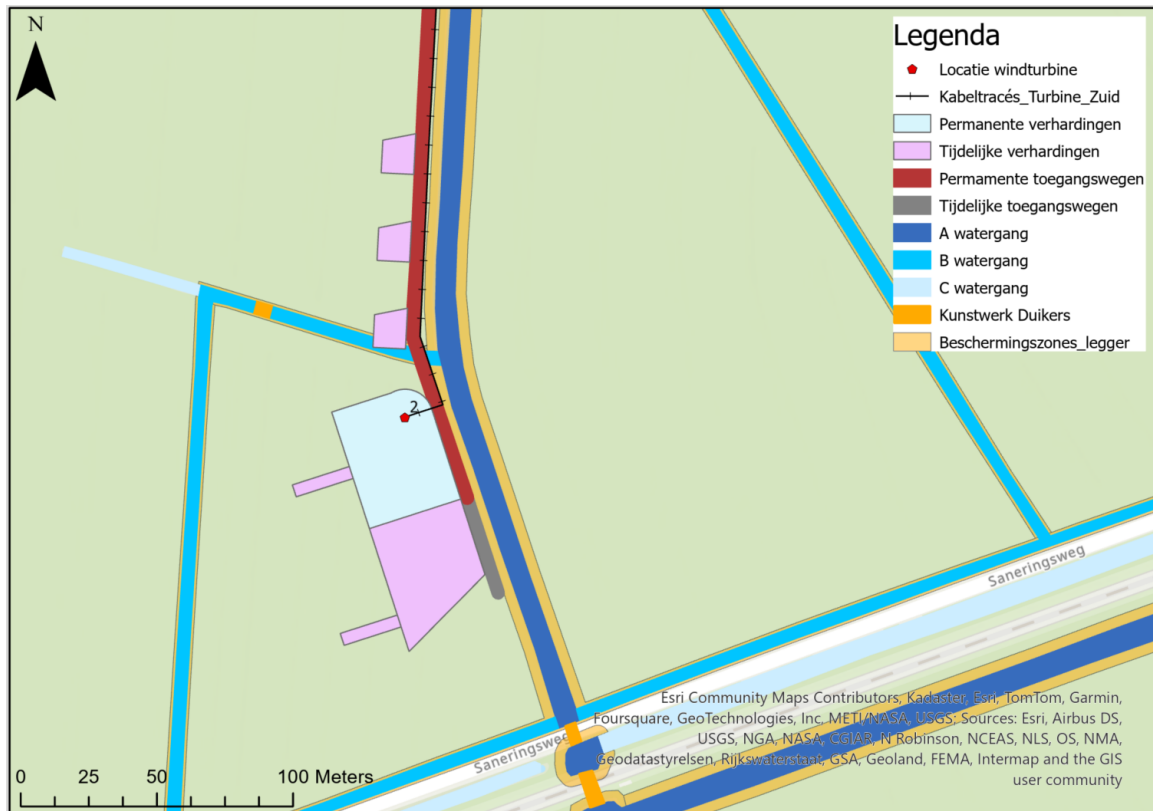 N
Legenda
Locatie windturbine
Kabeltracés_Turbine_Zuid
Permanente verhardingen
Tijdelijke verhardingen
Permamente toegangswegen
Tijdelijke toegangswegen
A watergang
B watergang
C watergang
Kunstwerk Duikers
Beschermingszones_legger
2
Saneringsweg
Saneringsweg
Esri Community Maps Contributors, Kadaster, Esri, TomTom, Garmin,
Foursquare, GeoTechnologies, Inc, METI/NASA, USGS; Sources: Esri, Airbus DS,
USGS, NGA, NASA, CGIAR, N Robinson, NCEAS, NLS, OS, NMA,
Geodatastyrelsen, Rijkswaterstaat, GSA, Geoland, FEMA, Intermap and the GIS
user community
0 25 50 100 Meters